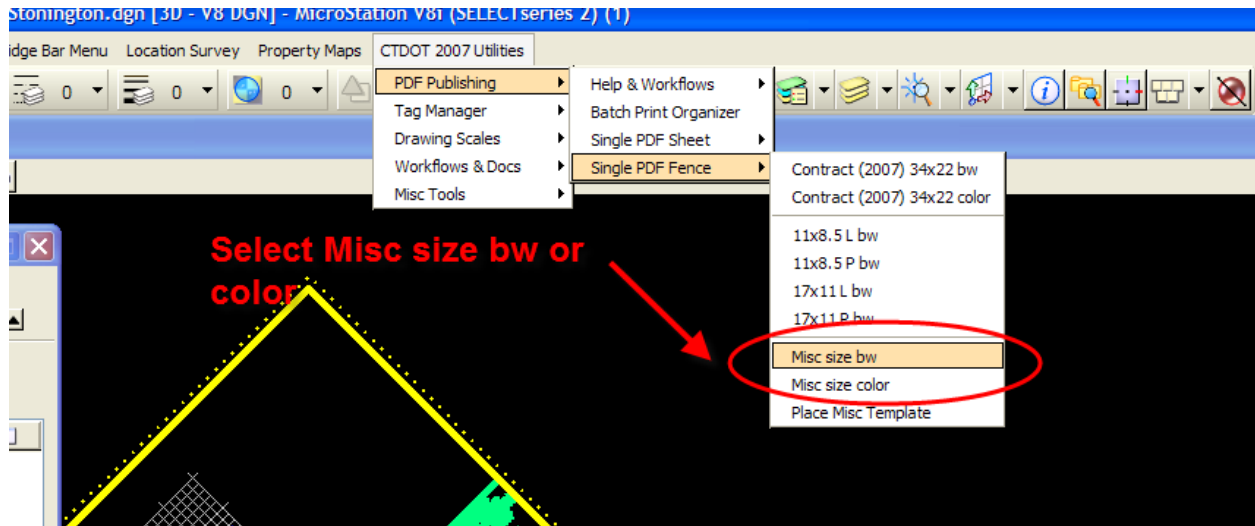 Stonington.dgn [3D - V8 DGN] - MicroStation V8i (SELECTseries 2) (1)
idge Bar Menu Location Survey Property Maps CTDOT 2007 Utilities
0 0 0
PDF Publishing
Tag Manager
Drawing Scales
Workflows & Docs
Misc Tools
Help & Workflows
Batch Print Organizer
Single PDF Sheet
Single PDF Fence
Contract (2007) 34x22 bw
Contract (2007) 34x22 color
11x8.5 L bw
11x8.5 P bw
17x11 L bw
17x11 P bw
Misc size bw
Misc size color
Place Misc Template
Select Misc size bw or
color